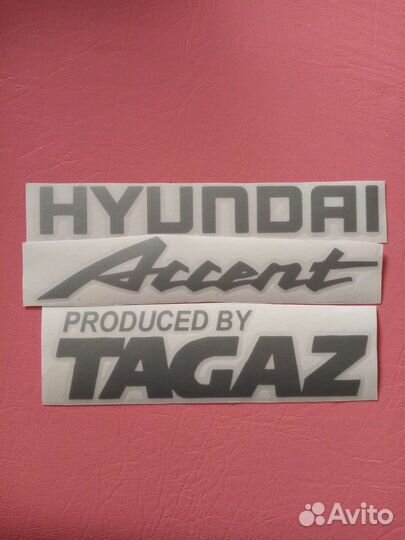 HYUNDAI
Accent
PRODUCED BY
TAGAZ
Avito